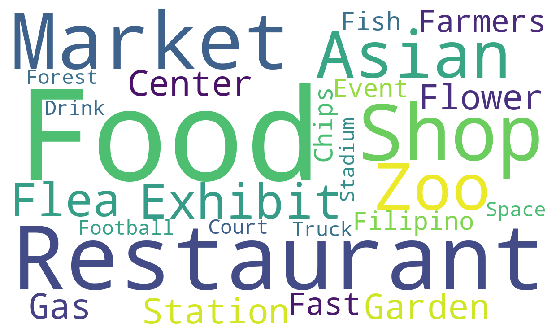 Market
Fish
Farmers
Asian
Forest
Center
Event
Flower
Drink
Food
Chips
Shop
Stadium
Zoo
Flea
Exhibit
Space
Football
Court
Truck
Filipino
Restaurant
Gas
Station
Fast
Garden